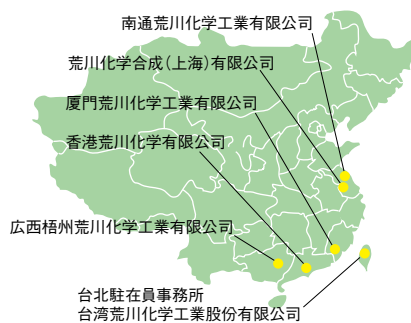 南通荒川化学工業有限公司
荒川化学合成（上海）有限公司
厦門荒川化学工業有限公司
香港荒川化学有限公司
広西梧州荒川化学工業有限公司
台北駐在員事務所
台湾荒川化学工業股份有限公司